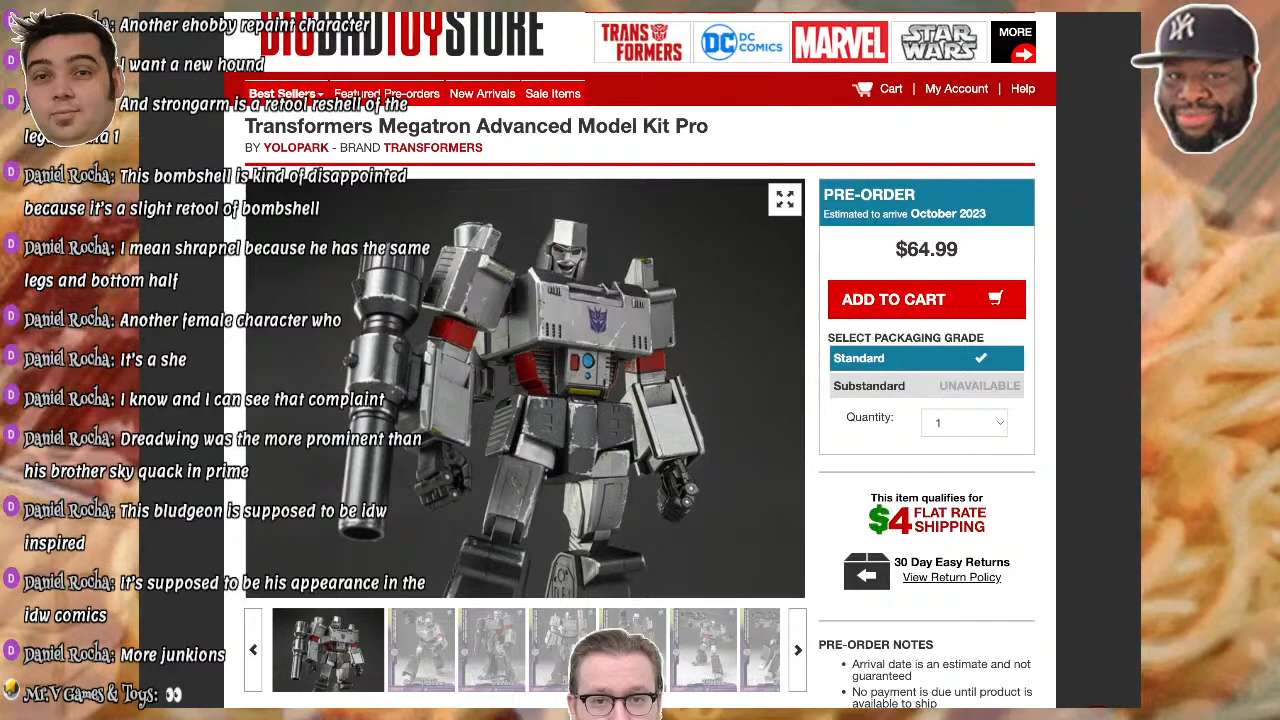 Another ehobby repaint character
I want a new hound
And strongarm is a retool reshell of the
Daniel Rocha: This bombshell is kind of disappointed
because it's a slight retool of bombshell
Daniel Rocha: I mean shrapnel because he has the same
legs and bottom half
Daniel Rocha: Another female character who
Daniel Rocha: It's a she
Daniel Rocha: I know and I can see that complaint
Daniel Rocha: Dreadwing was the more prominent than
his brother sky quack in prime
Daniel Rocha: This bludgeon is supposed to be idw
inspired
Daniel Rocha: It's supposed to be his appearance in the
idw comics
Daniel Rocha: More junkions
Mr.V Games & Toys: 👀
BIGBADTOYSTORE
TRANSFORMERS
DC COMICS
MARVEL
STAR WARS
MORE
Best Sellers
Featured Pre-orders
New Arrivals
Sale Items
Cart | My Account | Help
Transformers Megatron Advanced Model Kit Pro
BY YOLOPARK - BRAND TRANSFORMERS
PRE-ORDER
Estimated to arrive October 2023
$64.99
ADD TO CART
SELECT PACKAGING GRADE
Standard
Substandard UNAVAILABLE
Quantity: 1
This item qualifies for
$4 FLAT RATE
SHIPPING
30 Day Easy Returns
View Return Policy
PRE-ORDER NOTES
• Arrival date is an estimate and not
guaranteed
• No payment is due until product is
available to ship